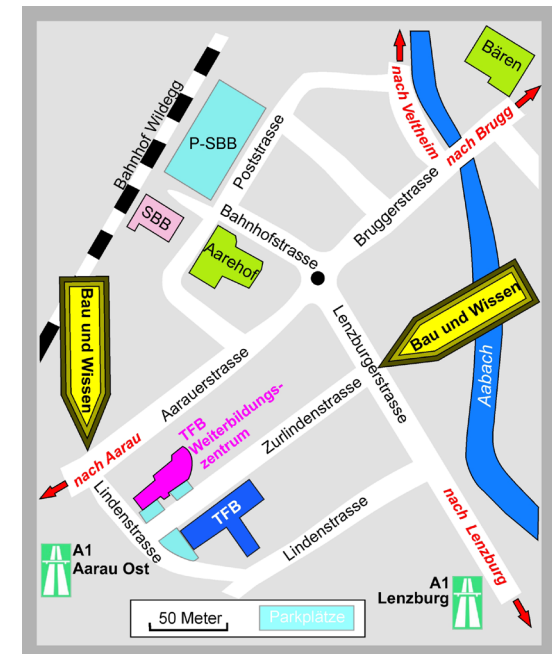 Bären
nach Veltheim
nach Brugg
Bahnhof Wildegg
P-SBB
Poststrasse
SBB
Bahnhofstrasse
Bruggerstrasse
Aarehof
Bau und Wissen
Bau und Wissen
Aabach
Aarauerstrasse
Lenzburgerstrasse
TFB
Weiterbildungs-
zentrum
Zurlindenstrasse
nach Aarau
Lindenstrasse
TFB
Lindenstrasse
nach Lenzburg
A1
Aarau Ost
A1
Lenzburg
50 Meter
Parkplätze